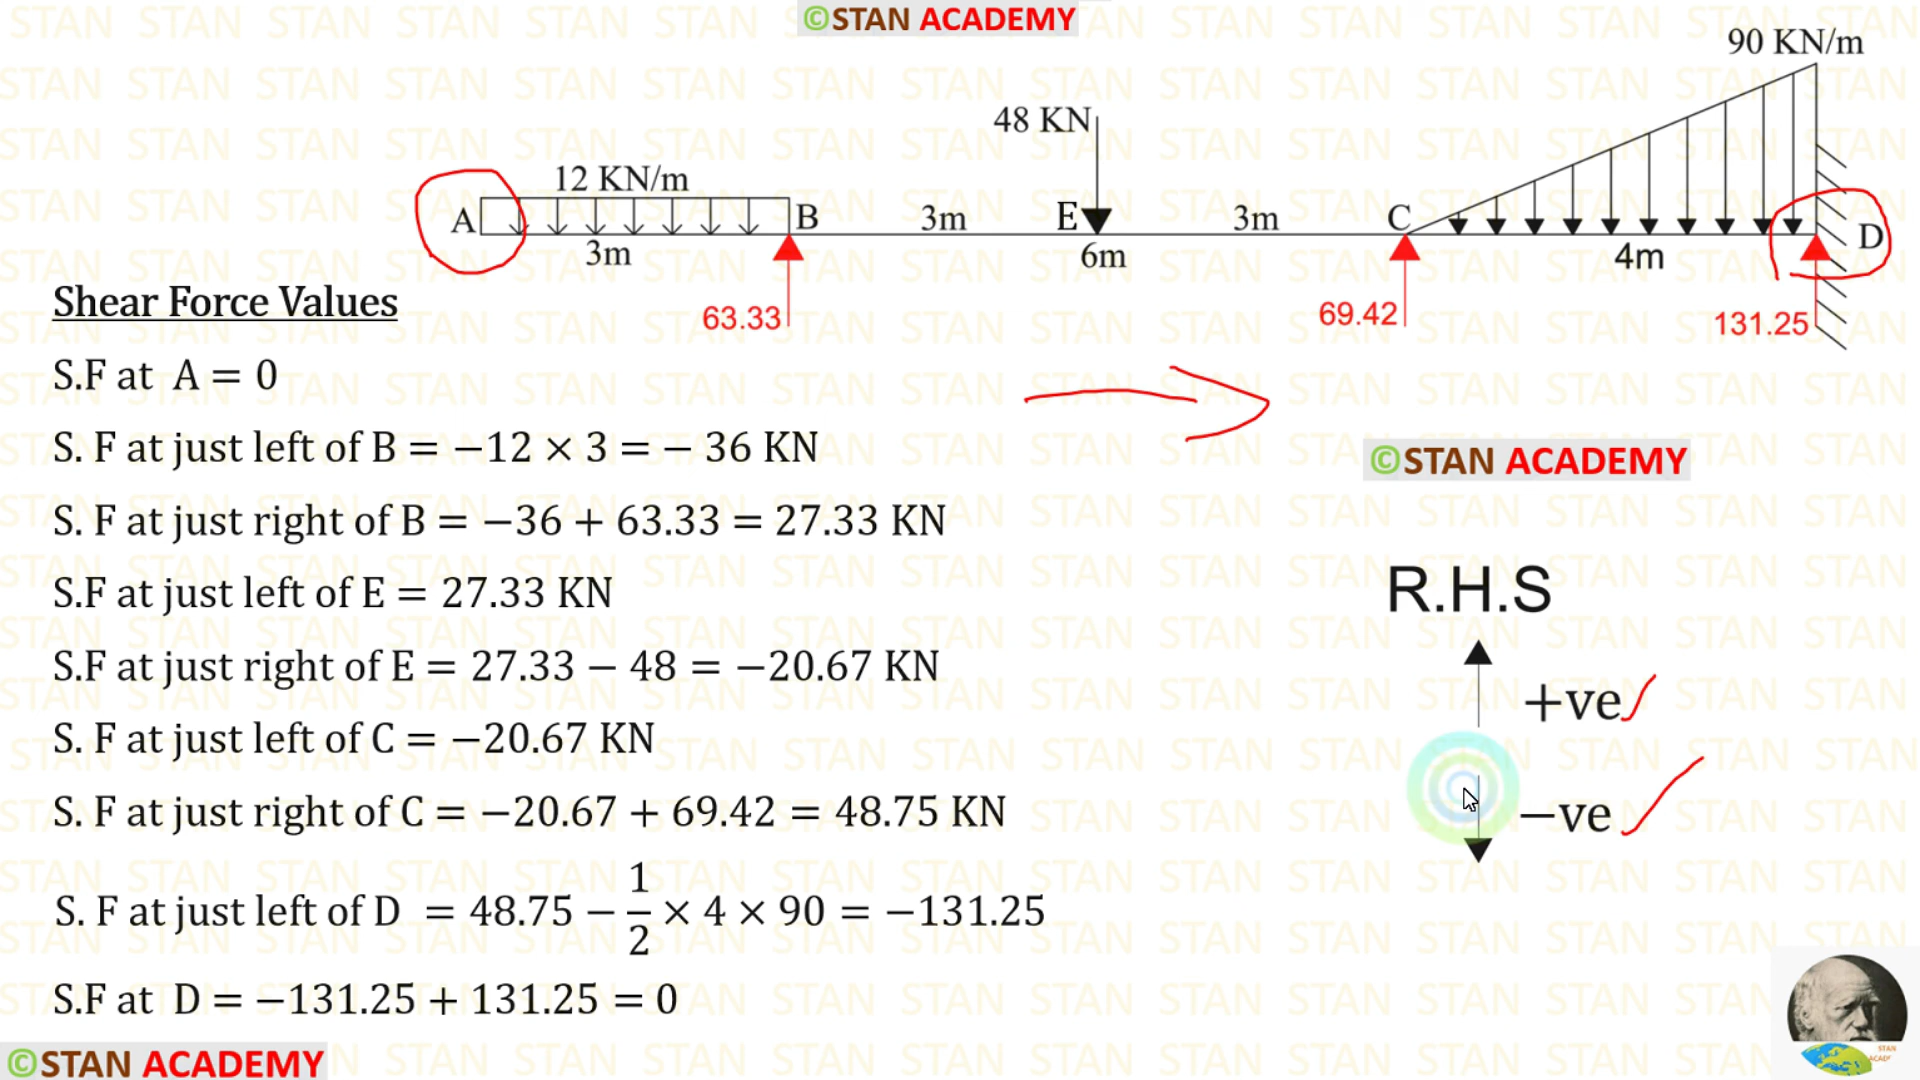 ©STAN ACADEMY
90 KN/m
48 KN
12 KN/m
A
B
3m
E
3m
C
D
3m
6m
4m
63.33
69.42
131.25
Shear Force Values
S.F at A = 0
S. F at just left of B = −12 × 3 = − 36 KN
S. F at just right of B = −36 + 63.33 = 27.33 KN
S.F at just left of E = 27.33 KN
S.F at just right of E = 27.33 − 48 = −20.67 KN
S. F at just left of C = −20.67 KN
S. F at just right of C = −20.67 + 69.42 = 48.75 KN
S. F at just left of D = 48.75 − 1/2 × 4 × 90 = −131.25
S.F at D = −131.25 + 131.25 = 0
©STAN ACADEMY
R.H.S
+ve
−ve
©STAN ACADEMY
STAN